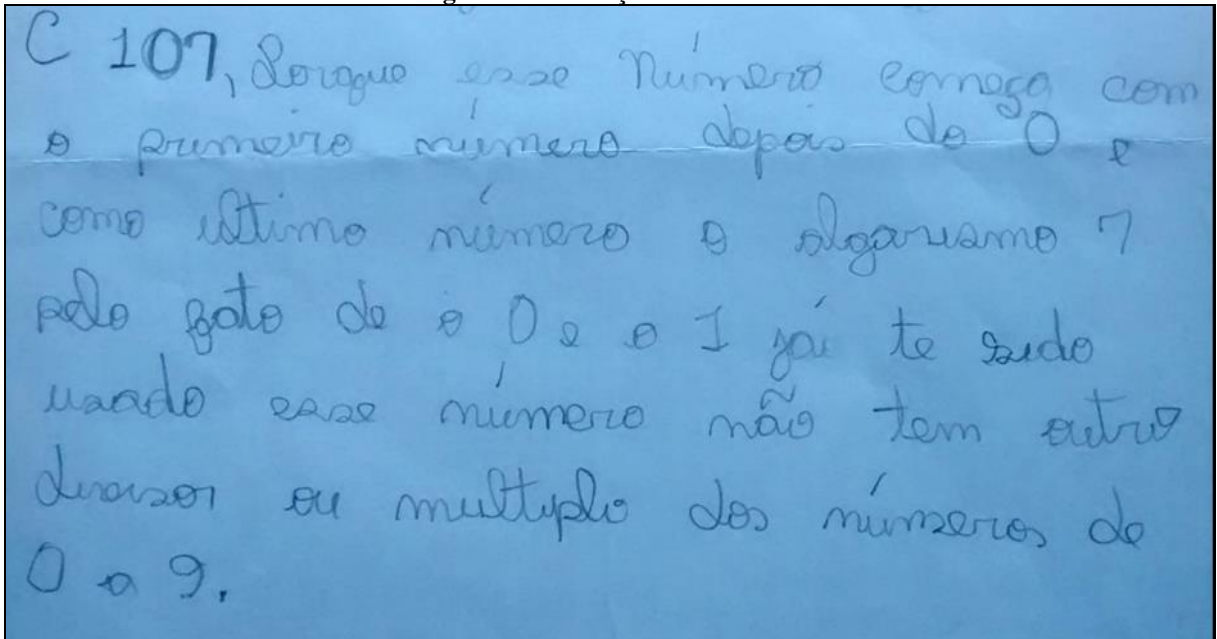 C 107, Porque esse número começa com
o primeiro número depois do 0 e
como último número o algarismo 7
pelo fato de o 0 e o 1 já te sido
usado esse número não tem outro
divisor ou multiplo dos números de
0 a 9.